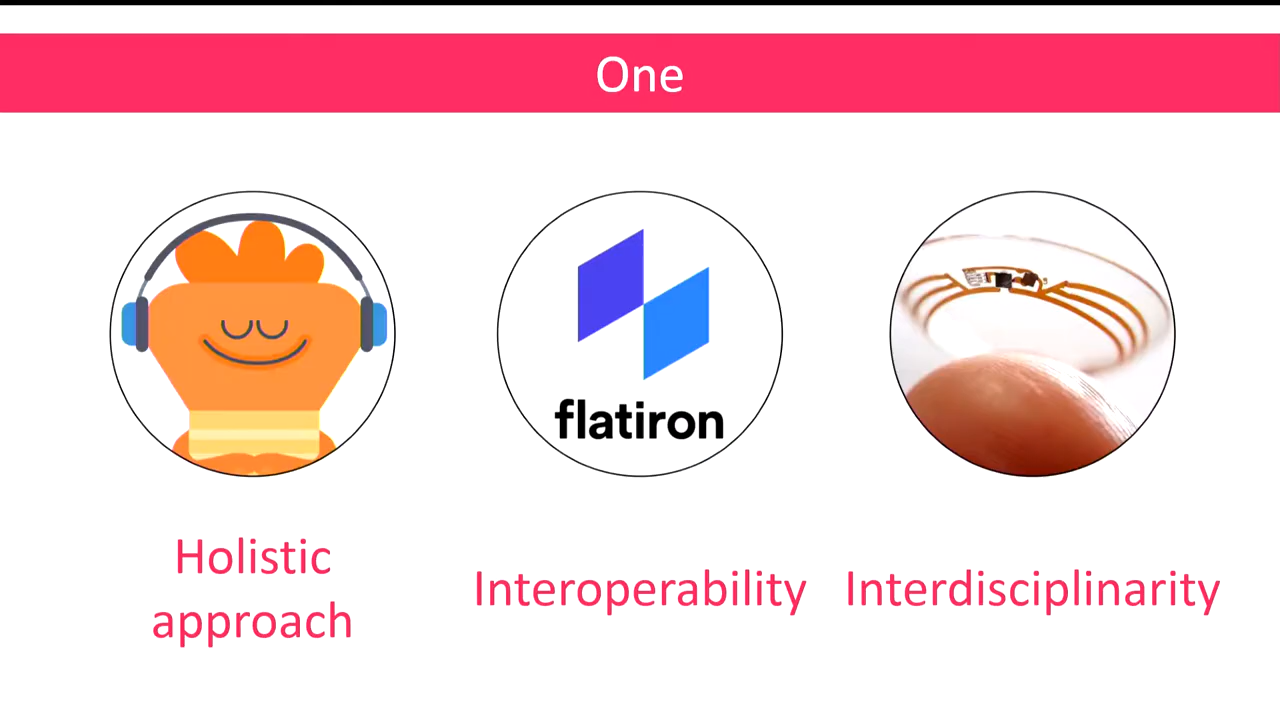 One
flatiron
Holistic
approach
Interoperability
Interdisciplinarity